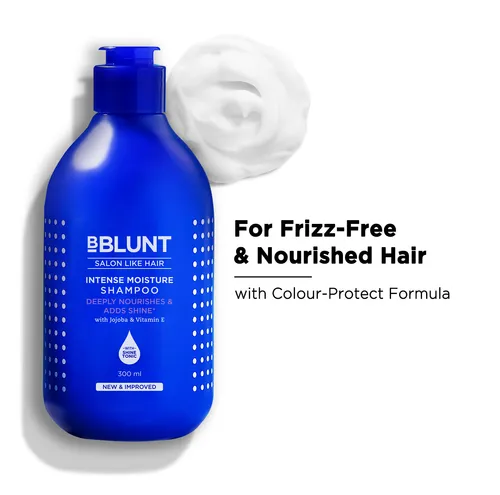 BBLUNT
SALON LIKE HAIR
INTENSE MOISTURE
SHAMPOO
DEEPLY NOURISHES &
ADDS SHINE*
with Jojoba & Vitamin E
WITH
SHINE
TONIC
300 ml
NEW & IMPROVED
For Frizz-Free
& Nourished Hair
with Colour-Protect Formula